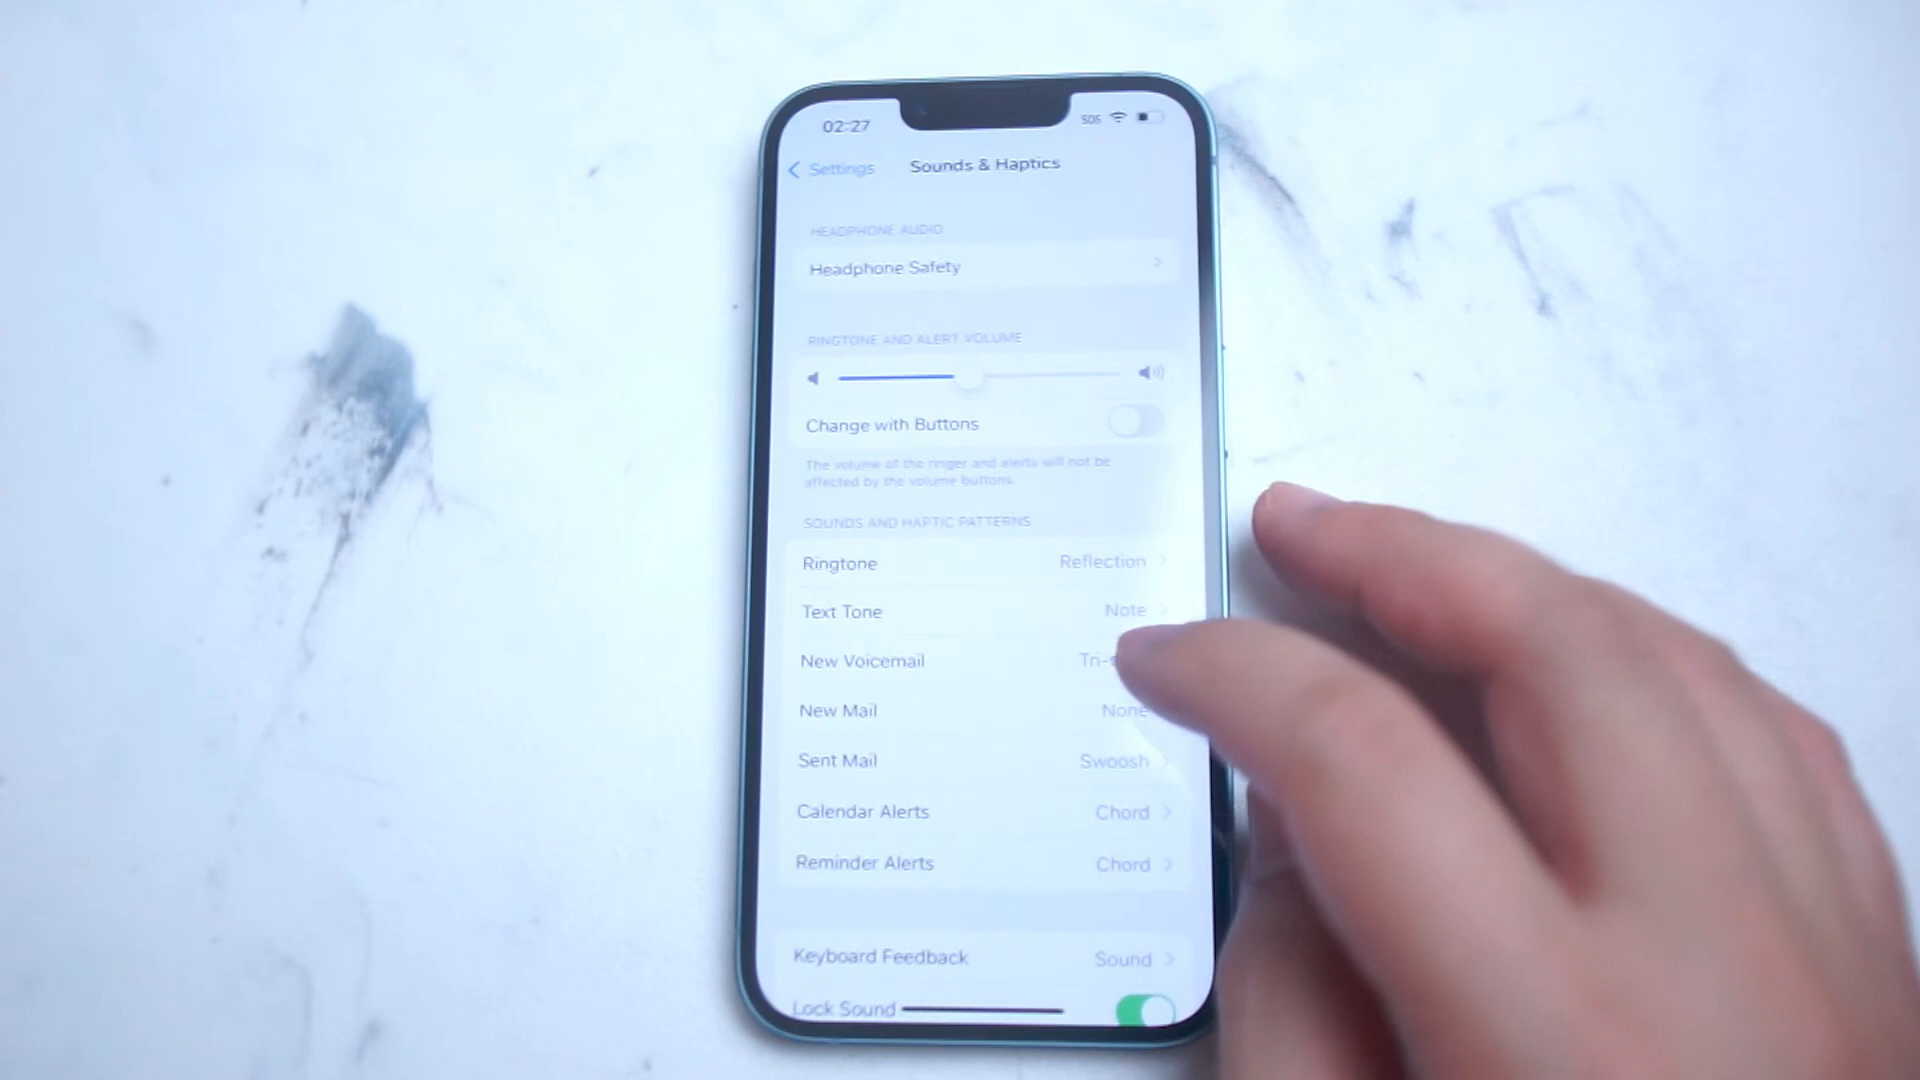 02:27
SOS
Settings
Sounds & Haptics
HEADPHONE AUDIO
Headphone Safety
RINGTONE AND ALERT VOLUME
Change with Buttons
The volume of the ringer and alerts will not be
affected by the volume buttons.
SOUNDS AND HAPTIC PATTERNS
Ringtone Reflection
Text Tone Note
New Voicemail Tri-
New Mail None
Sent Mail Swoosh
Calendar Alerts Chord
Reminder Alerts Chord
Keyboard Feedback Sound
Lock Sound